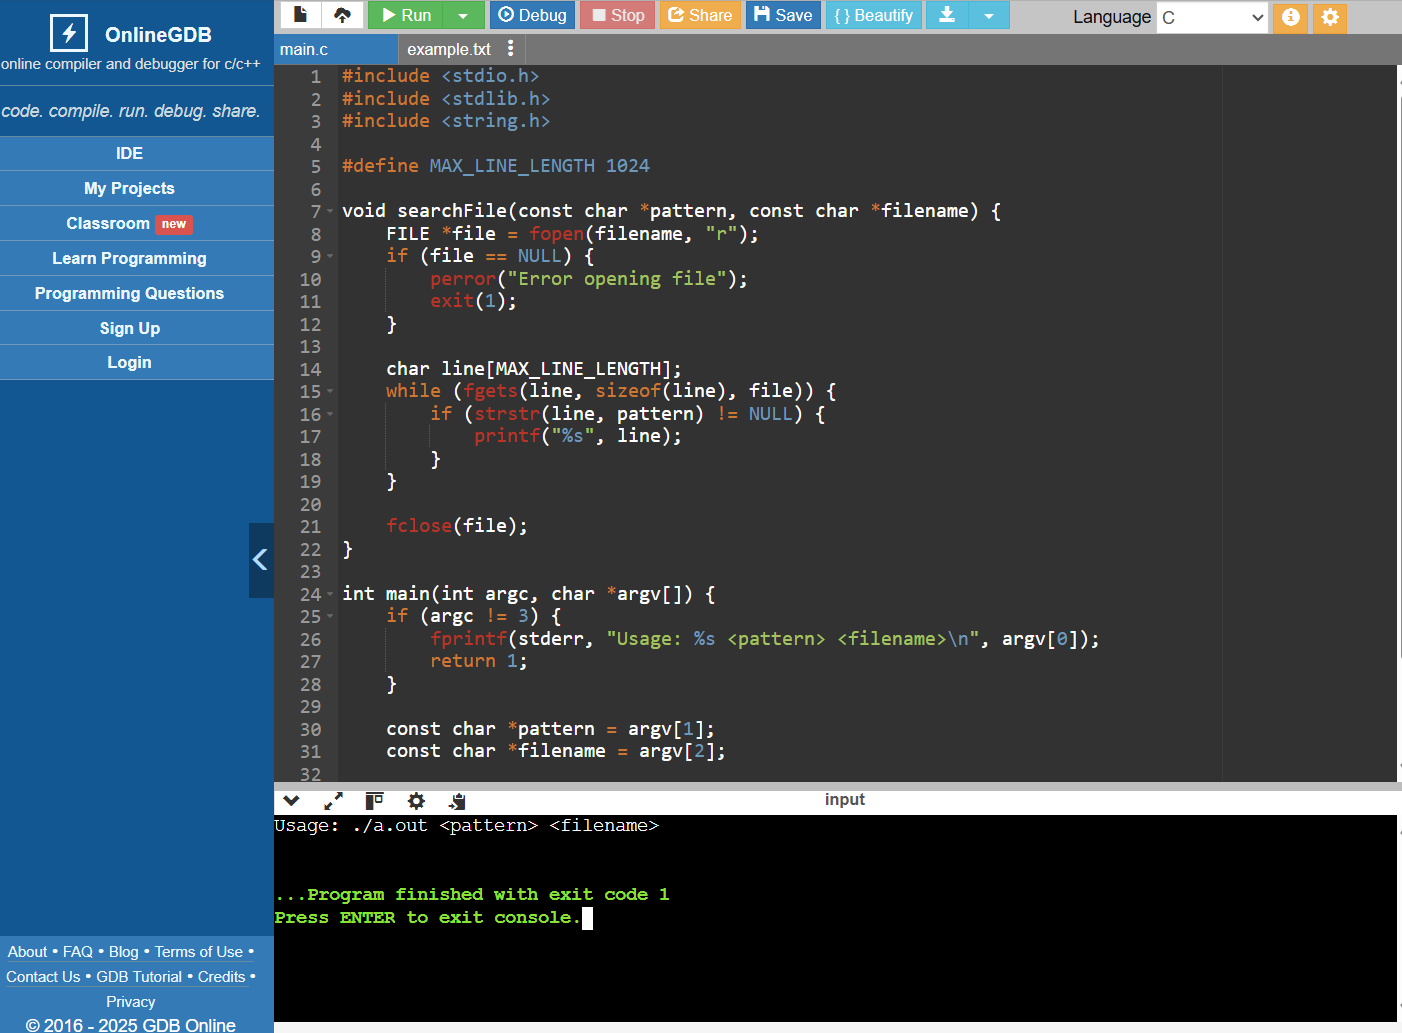 OnlineGDB
online compiler and debugger for c/c++
code. compile. run. debug. share.
IDE
My Projects
Classroom new
Learn Programming
Programming Questions
Sign Up
Login
About • FAQ • Blog • Terms of Use •
Contact Us • GDB Tutorial • Credits •
Privacy
© 2016 - 2025 GDB Online
Run Debug Stop Share Save { } Beautify Language C
main.c example.txt
1 #include <stdio.h>
2 #include <stdlib.h>
3 #include <string.h>
4
5 #define MAX_LINE_LENGTH 1024
6
7 void searchFile(const char *pattern, const char *filename) {
8     FILE *file = fopen(filename, "r");
9     if (file == NULL) {
10         perror("Error opening file");
11         exit(1);
12     }
13
14     char line[MAX_LINE_LENGTH];
15     while (fgets(line, sizeof(line), file)) {
16         if (strstr(line, pattern) != NULL) {
17             printf("%s", line);
18         }
19     }
20
21     fclose(file);
22 }
23
24 int main(int argc, char *argv[]) {
25     if (argc != 3) {
26         fprintf(stderr, "Usage: %s <pattern> <filename>\n", argv[0]);
27         return 1;
28     }
29
30     const char *pattern = argv[1];
31     const char *filename = argv[2];
32
input
Usage: ./a.out <pattern> <filename>
...Program finished with exit code 1
Press ENTER to exit console.